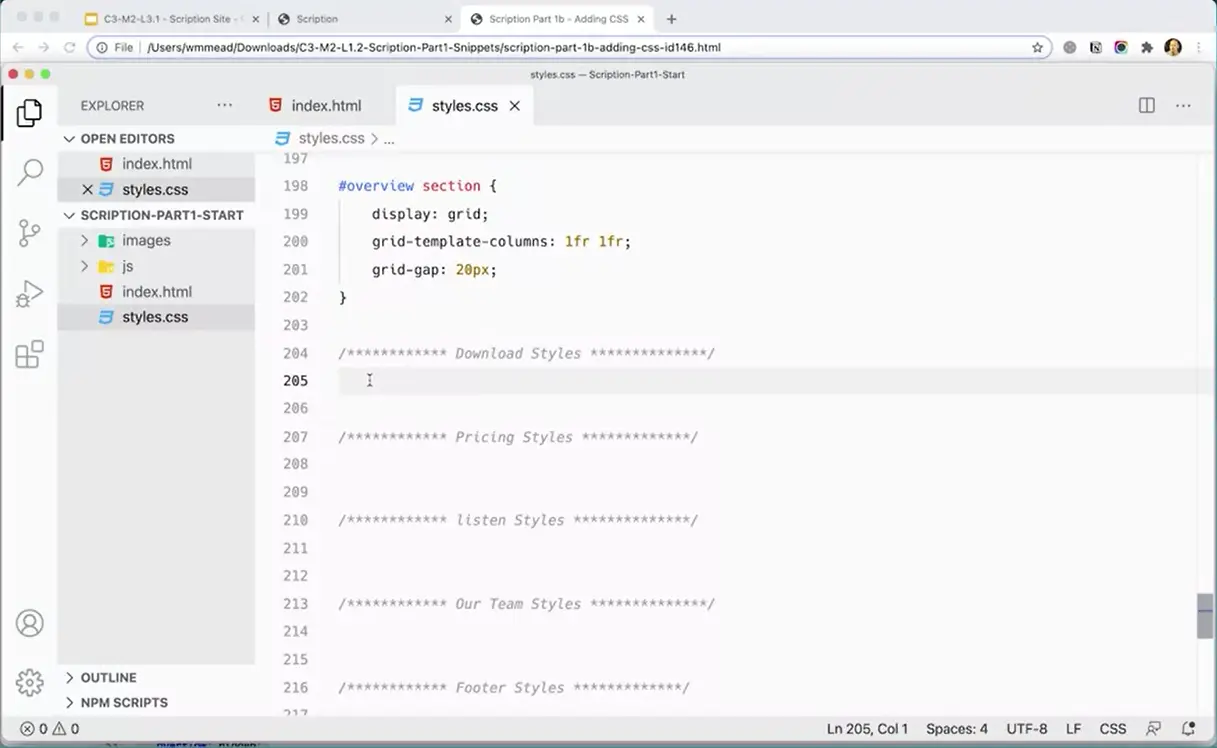 C3-M2-L3.1 - Scription Site -
Scription
Scription Part 1b - Adding CSS
File
/Users/wmmead/Downloads/C3-M2-L1.2-Scription-Part1-Snippets/scription-part-1b-adding-css-id146.html
styles.css — Scription-Part1-Start
EXPLORER
index.html
styles.css
OPEN EDITORS
index.html
styles.css
SCRIPTION-PART1-START
images
js
index.html
styles.css
OUTLINE
NPM SCRIPTS
styles.css > ...
197
198 #overview section {
199 display: grid;
200 grid-template-columns: 1fr 1fr;
201 grid-gap: 20px;
202 }
203
204 /************ Download Styles **************/
205
206
207 /************ Pricing Styles *************/
208
209
210 /************ listen Styles **************/
211
212
213 /************ Our Team Styles **************/
214
215
216 /************ Footer Styles *************/
217
0 0
Ln 205, Col 1
Spaces: 4
UTF-8
LF
CSS